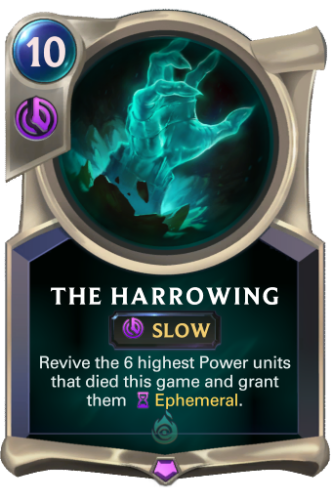 10
THE HARROWING
SLOW
Revive the 6 highest Power units
that died this game and grant
them Ephemeral.